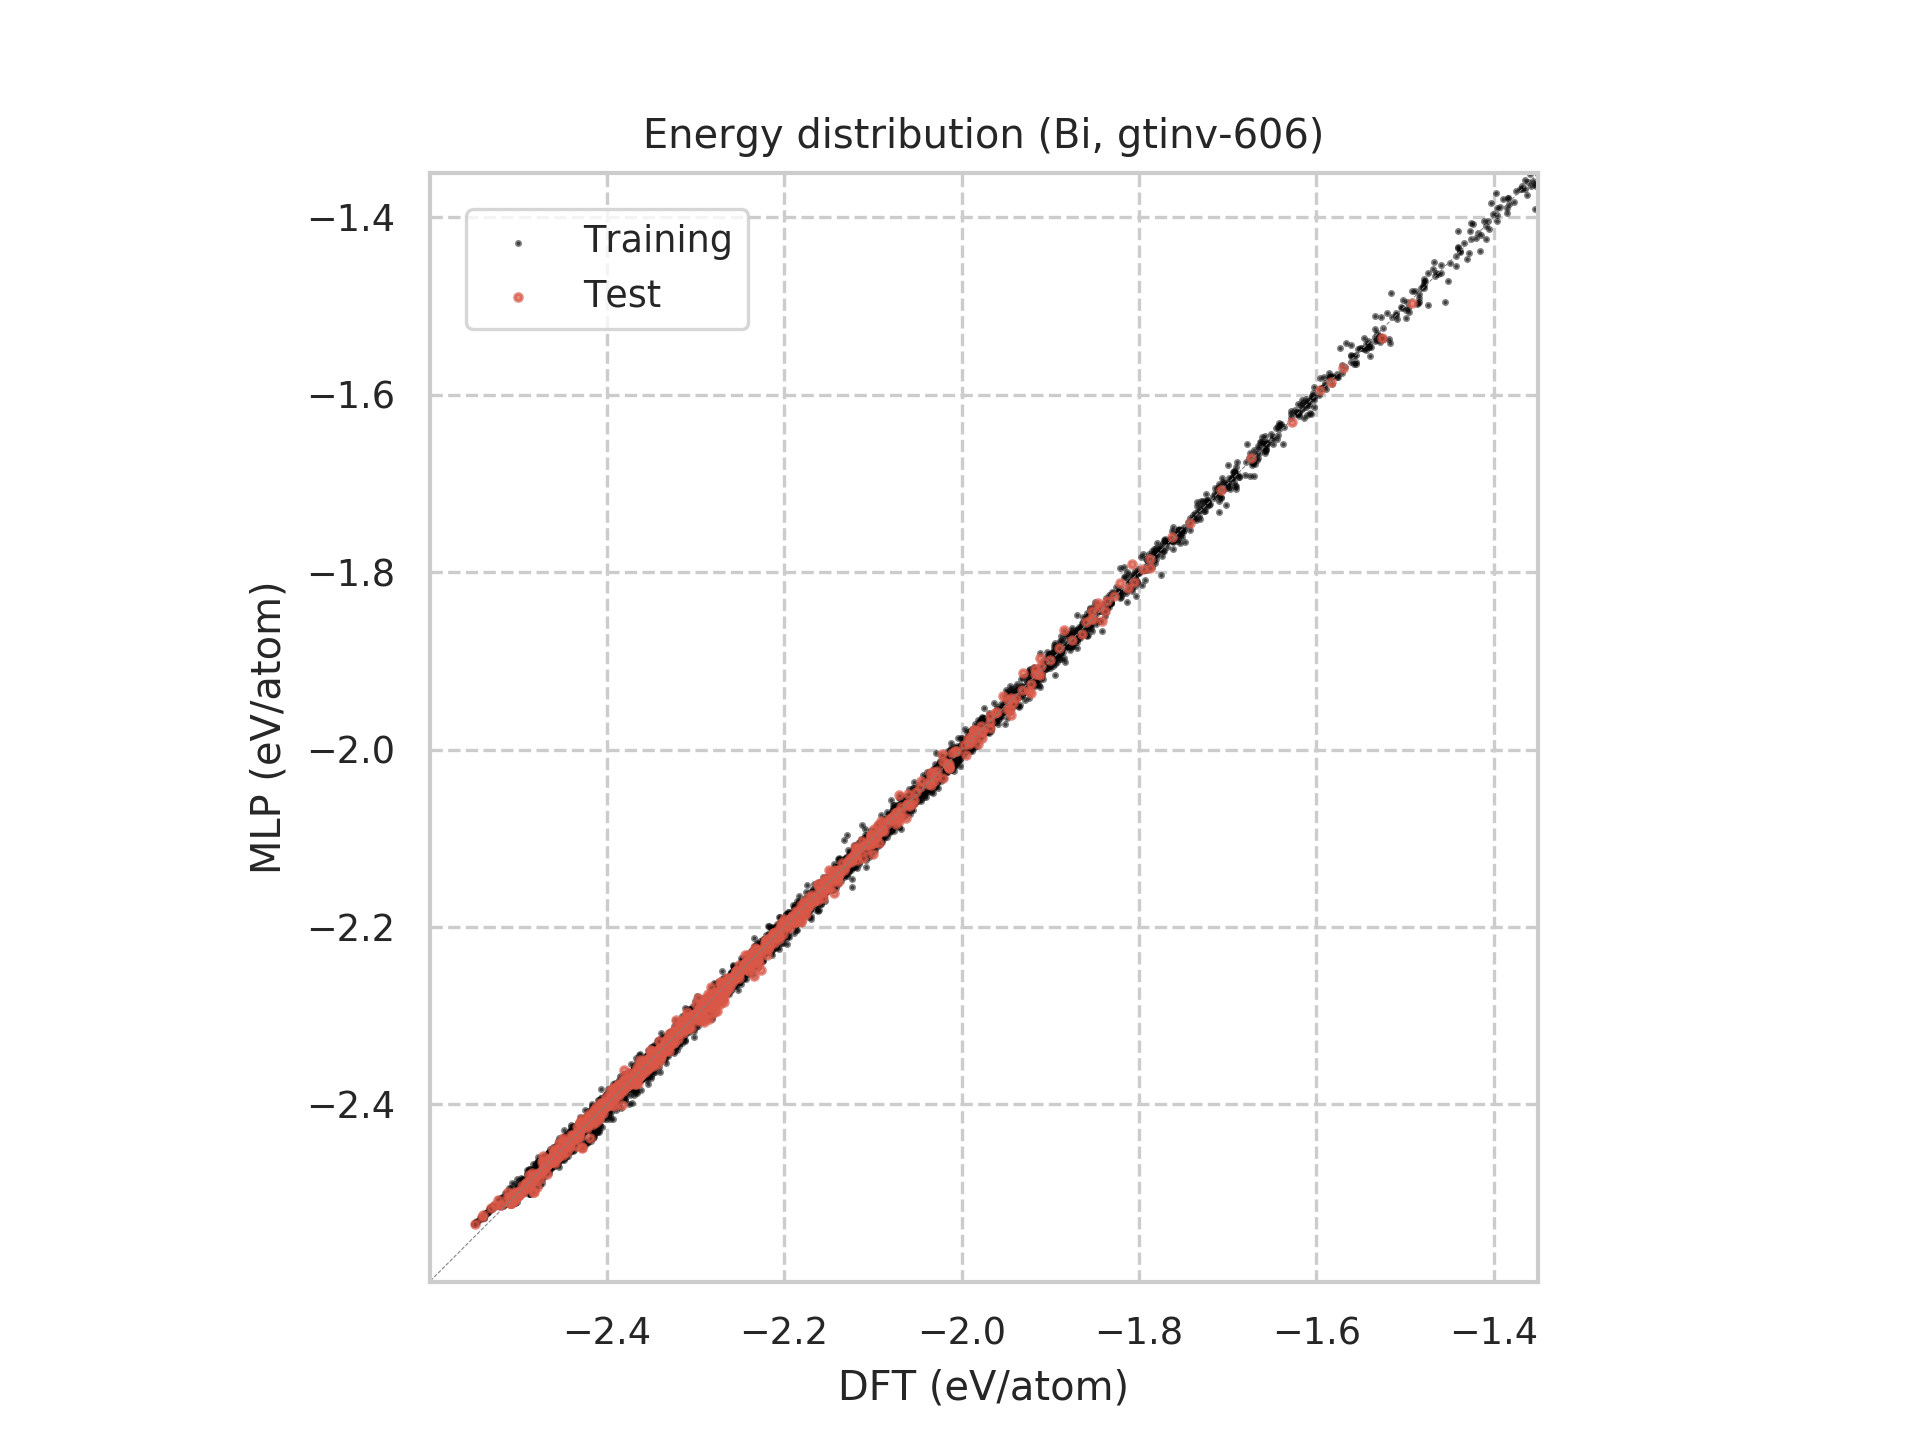 Energy distribution (Bi, gtinv-606)
Training
Test
−1.4
−1.6
−1.8
−2.0
−2.2
−2.4
MLP (eV/atom)
−2.4
−2.2
−2.0
−1.8
−1.6
−1.4
DFT (eV/atom)